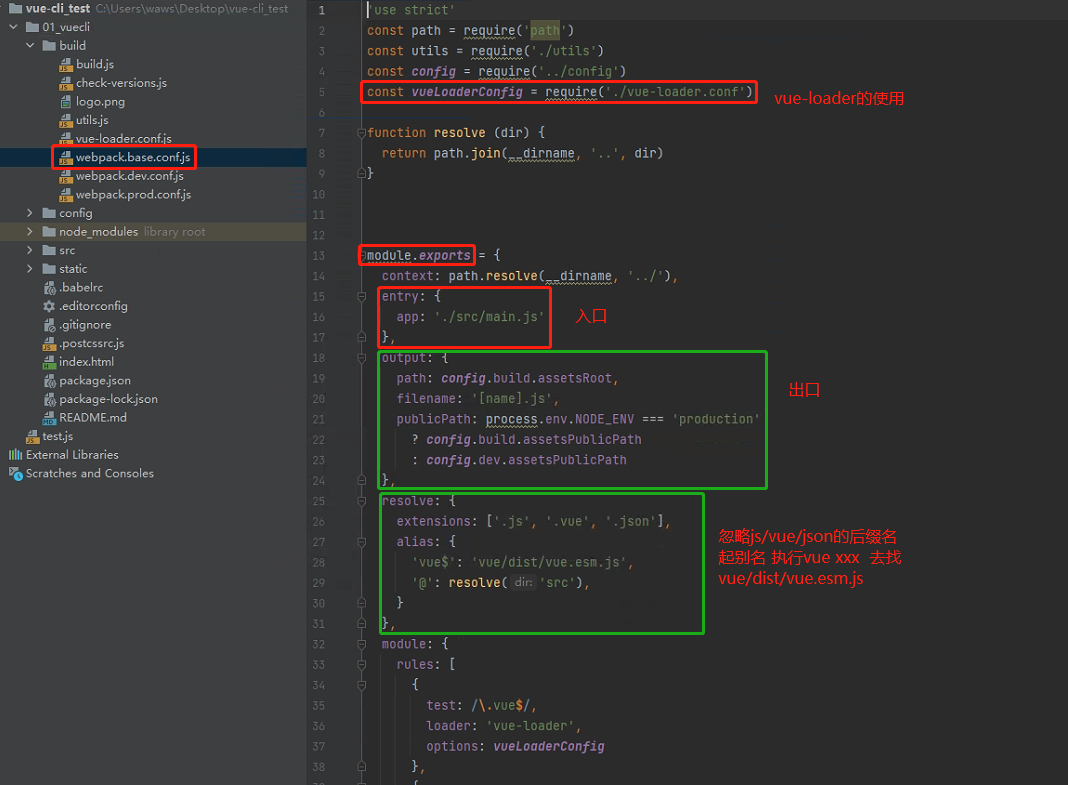 vue-cli_test C:\Users\waws\Desktop\vue-cli_test
01_vuecli
build
build.js
check-versions.js
logo.png
utils.js
vue-loader.conf.js
webpack.base.conf.js
webpack.dev.conf.js
webpack.prod.conf.js
config
node_modules library root
src
static
.babelrc
.editorconfig
.gitignore
.postcssrc.js
index.html
package.json
package-lock.json
README.md
test.js
External Libraries
Scratches and Consoles
1 'use strict'
2 const path = require('path')
3 const utils = require('./utils')
4 const config = require('../config')
5 const vueLoaderConfig = require('./vue-loader.conf')
vue-loader的使用
6
7 function resolve (dir) {
8 return path.join(__dirname, '..', dir)
9 }
10
11
12
13 module.exports = {
14 context: path.resolve(__dirname, '../'),
15 entry: {
16 app: './src/main.js'
入口
17 },
18 output: {
19 path: config.build.assetsRoot,
出口
20 filename: '[name].js',
21 publicPath: process.env.NODE_ENV === 'production'
22 ? config.build.assetsPublicPath
23 : config.dev.assetsPublicPath
24 },
25 resolve: {
26 extensions: ['.js', '.vue', '.json'],
27 alias: {
28 'vue$': 'vue/dist/vue.esm.js',
29 '@': resolve( dir: 'src'),
30 }
31 },
忽略js/vue/json的后缀名
起别名 执行vue xxx 去找
vue/dist/vue.esm.js
32 module: {
33 rules: [
34 {
35 test: /\.vue$/,
36 loader: 'vue-loader',
37 options: vueLoaderConfig
38 },